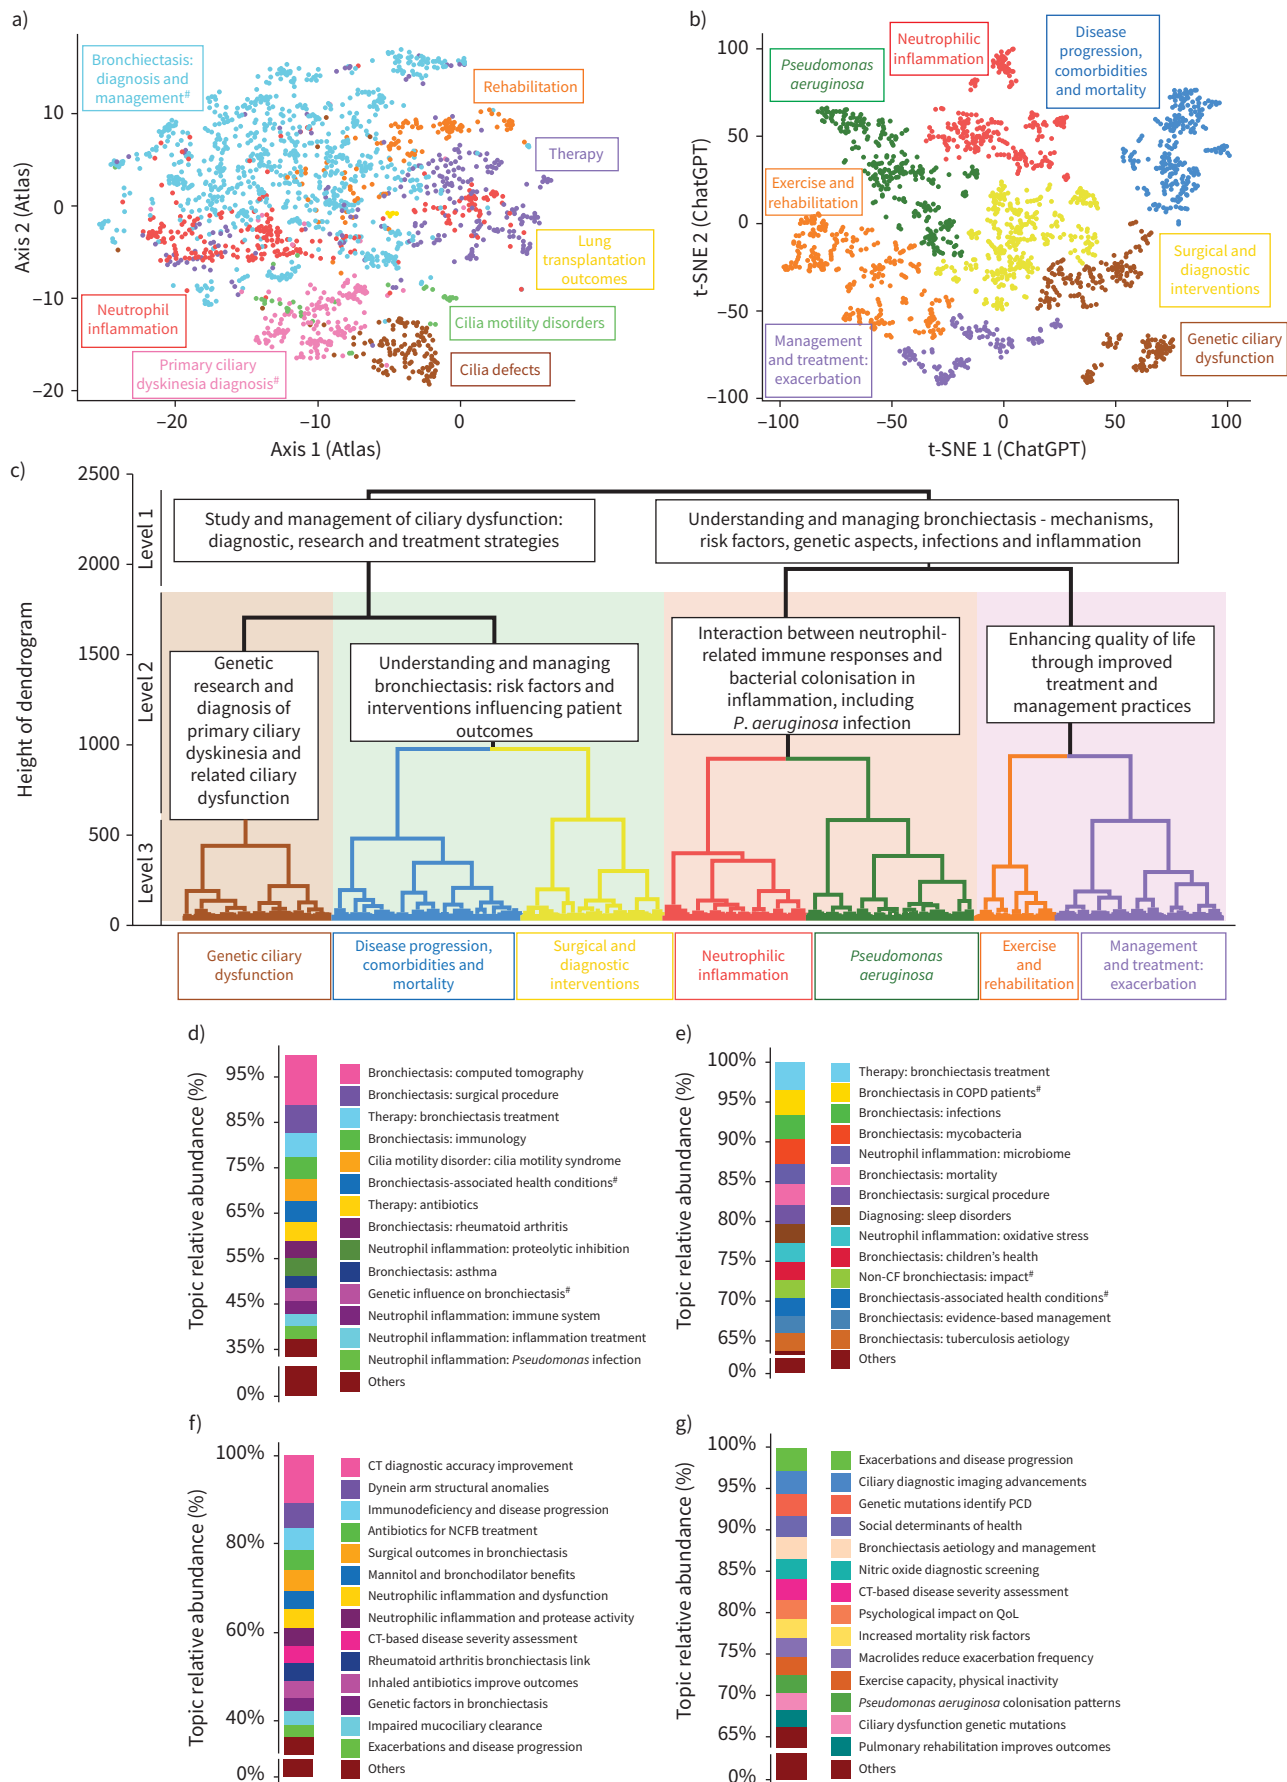 a)
Bronchiectasis:
diagnosis and
management#
Rehabilitation
Therapy
Lung
transplantation
outcomes
Neutrophil
inflammation
Cilia motility disorders
Primary ciliary
dyskinesia diagnosis#
Cilia defects
10
0
−10
−20
Axis 2 (Atlas)
−20
−10
0
Axis 1 (Atlas)
b)
Neutrophilic
inflammation
Disease
progression,
comorbidities
and mortality
Pseudomonas
aeruginosa
Exercise and
rehabilitation
Surgical and
diagnostic
interventions
Management
and treatment:
exacerbation
Genetic ciliary
dysfunction
100
50
0
−50
−100
t-SNE 2 (ChatGPT)
−100
−50
0
50
100
t-SNE 1 (ChatGPT)
c)
2500
2000
1500
1000
500
0
Height of dendrogram
Level 1
Level 2
Level 3
Study and management of ciliary dysfunction:
diagnostic, research and treatment strategies
Understanding and managing bronchiectasis - mechanisms,
risk factors, genetic aspects, infections and inflammation
Genetic
research and
diagnosis of
primary ciliary
dyskinesia and
related ciliary
dysfunction
Understanding and managing
bronchiectasis: risk factors and
interventions influencing patient
outcomes
Interaction between neutrophil-
related immune responses and
bacterial colonisation in
inflammation, including
P. aeruginosa infection
Enhancing quality of life
through improved
treatment and
management practices
Genetic ciliary
dysfunction
Disease progression,
comorbidities and
mortality
Surgical and
diagnostic
interventions
Neutrophilic
inflammation
Pseudomonas
aeruginosa
Exercise
and
rehabilitation
Management
and treatment:
exacerbation
d)
Topic relative abundance (%)
95%
85%
75%
65%
55%
45%
35%
0%
Bronchiectasis: computed tomography
Bronchiectasis: surgical procedure
Therapy: bronchiectasis treatment
Bronchiectasis: immunology
Cilia motility disorder: cilia motility syndrome
Bronchiectasis-associated health conditions#
Therapy: antibiotics
Bronchiectasis: rheumatoid arthritis
Neutrophil inflammation: proteolytic inhibition
Bronchiectasis: asthma
Genetic influence on bronchiectasis#
Neutrophil inflammation: immune system
Neutrophil inflammation: inflammation treatment
Neutrophil inflammation: Pseudomonas infection
Others
e)
Topic relative abundance (%)
100%
95%
90%
85%
80%
75%
70%
65%
0%
Therapy: bronchiectasis treatment
Bronchiectasis in COPD patients#
Bronchiectasis: infections
Bronchiectasis: mycobacteria
Neutrophil inflammation: microbiome
Bronchiectasis: mortality
Bronchiectasis: surgical procedure
Diagnosing: sleep disorders
Neutrophil inflammation: oxidative stress
Bronchiectasis: children's health
Non-CF bronchiectasis: impact#
Bronchiectasis-associated health conditions#
Bronchiectasis: evidence-based management
Bronchiectasis: tuberculosis aetiology
Others
f)
Topic relative abundance (%)
100%
80%
60%
40%
0%
CT diagnostic accuracy improvement
Dynein arm structural anomalies
Immunodeficiency and disease progression
Antibiotics for NCFB treatment
Surgical outcomes in bronchiectasis
Mannitol and bronchodilator benefits
Neutrophilic inflammation and dysfunction
Neutrophilic inflammation and protease activity
CT-based disease severity assessment
Rheumatoid arthritis bronchiectasis link
Inhaled antibiotics improve outcomes
Genetic factors in bronchiectasis
Impaired mucociliary clearance
Exacerbations and disease progression
Others
g)
Topic relative abundance (%)
100%
95%
90%
85%
80%
75%
70%
65%
0%
Exacerbations and disease progression
Ciliary diagnostic imaging advancements
Genetic mutations identify PCD
Social determinants of health
Bronchiectasis aetiology and management
Nitric oxide diagnostic screening
CT-based disease severity assessment
Psychological impact on QoL
Increased mortality risk factors
Macrolides reduce exacerbation frequency
Exercise capacity, physical inactivity
Pseudomonas aeruginosa colonisation patterns
Ciliary dysfunction genetic mutations
Pulmonary rehabilitation improves outcomes
Others